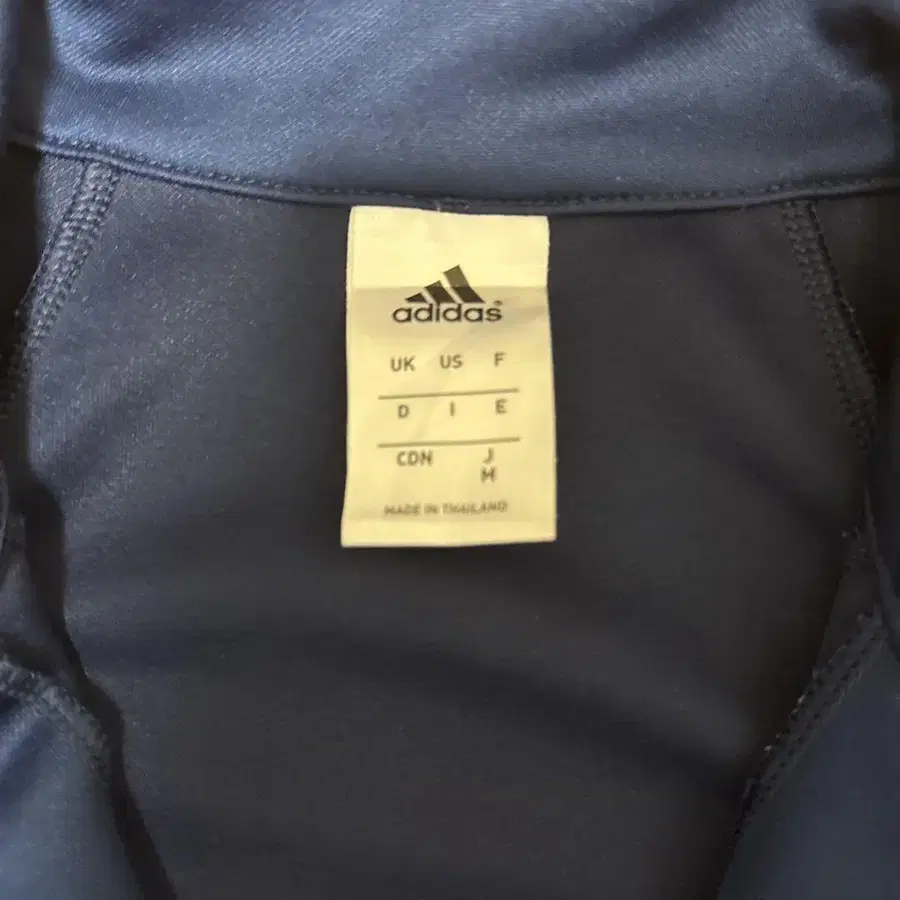 adidas
UK US F
D I E
CDN J
M
MADE IN THAILAND